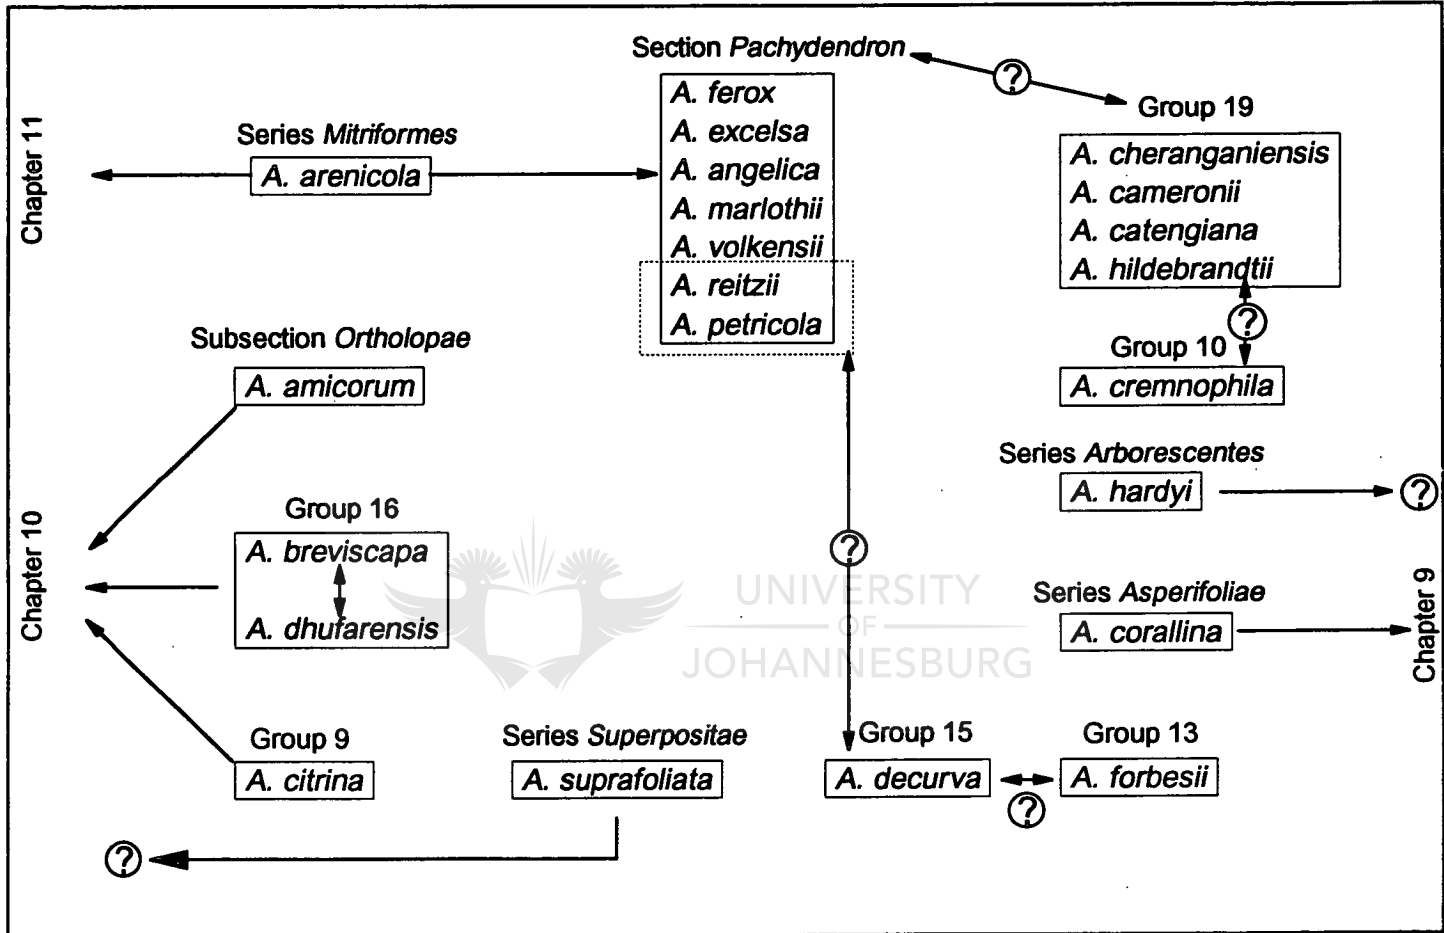 Section Pachydendron
A. ferox
A. excelsa
A. angelica
A. marlothii
A. volkensii
A. reitzii
A. petricola
?
Group 19
A. cheranganiensis
A. cameronii
A. catengiana
A. hildebrandtii
?
Group 10
A. cremnophila
Chapter 11
Series Mitriformes
A. arenicola
Subsection Ortholopae
A. amicorum
Series Arborescentes
A. hardyi
?
Chapter 10
Group 16
A. breviscapa
A. dhufarensis
?
UNIVERSITY
OF
JOHANNESBURG
Series Asperifoliae
A. corallina
Chapter 9
Group 9
A. citrina
Series Superpositae
A. suprafoliata
?
Group 15
A. decurva
?
Group 13
A. forbesii